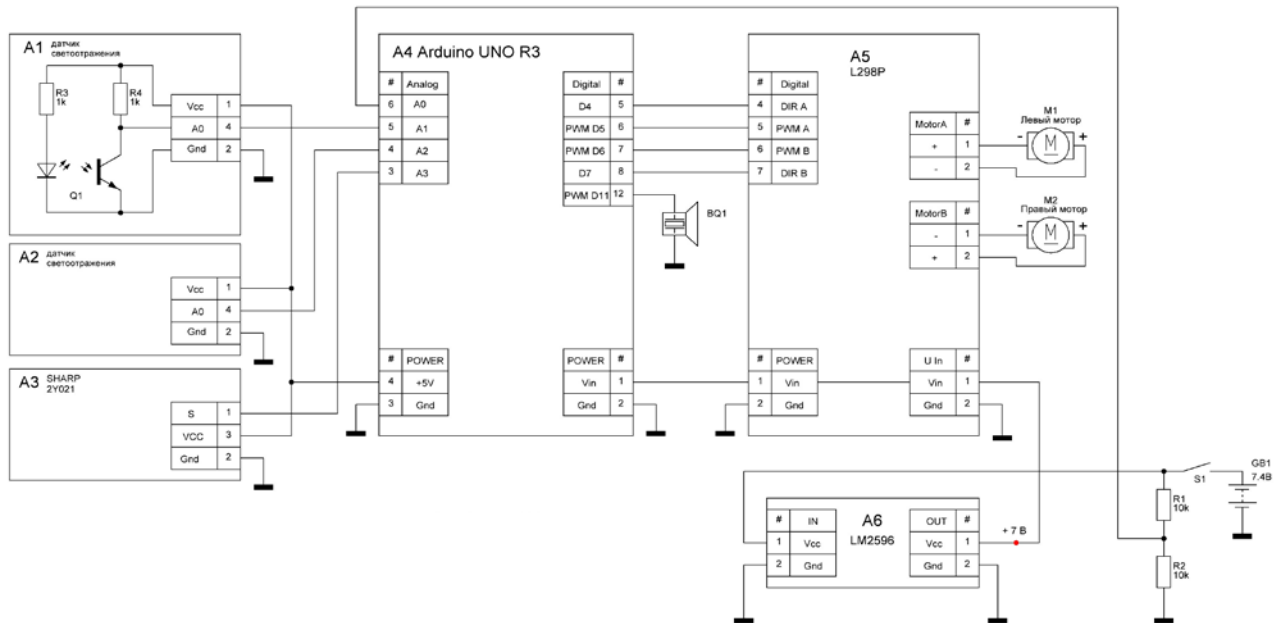 A1 датчик
светоотражения
R3
1k
R4
1k
Q1
Vcc 1
A0 4
Gnd 2
A2 датчик
светоотражения
Vcc 1
A0 4
Gnd 2
A3 SHARP
2Y021
S 1
VCC 3
Gnd 2
A4 Arduino UNO R3
# Analog
6 A0
5 A1
4 A2
3 A3
Digital #
D4 5
PWM D5 6
PWM D6 7
D7 8
PWM D11 12
BQ1
# POWER
4 +5V
3 Gnd
POWER #
Vin 1
Gnd 2
A5
L298P
# Digital
4 DIR A
5 PWM A
6 PWM B
7 DIR B
MotorA #
+ 1
- 2
MotorB #
- 1
+ 2
M1
Левый мотор
- M +
M2
Правый мотор
- M +
# POWER
1 Vin
2 Gnd
U In #
Vin 1
Gnd 2
A6
LM2596
# IN
1 Vcc
2 Gnd
OUT #
Vcc 1
Gnd 2
+ 7 В
S1
GB1
7.4В
R1
10k
R2
10k